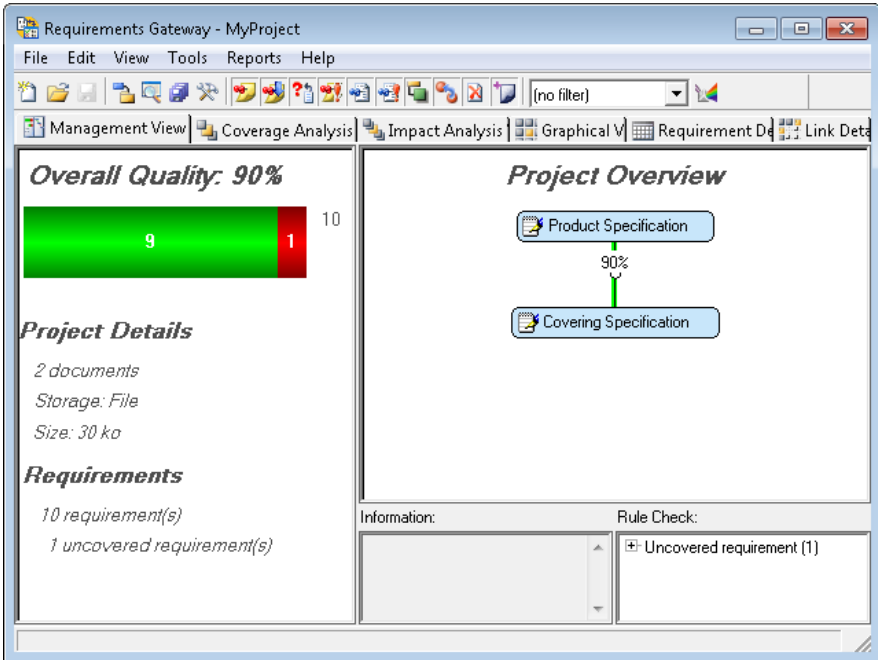 Requirements Gateway - MyProject
File Edit View Tools Reports Help
(no filter)
Management View Coverage Analysis Impact Analysis Graphical V Requirement De Link Deta
Overall Quality: 90%
9 1 10
Project Details
2 documents
Storage: File
Size: 30 ko
Requirements
10 requirement(s)
1 uncovered requirement(s)
Project Overview
Product Specification
90%
Covering Specification
Information:
Rule Check:
Uncovered requirement (1)